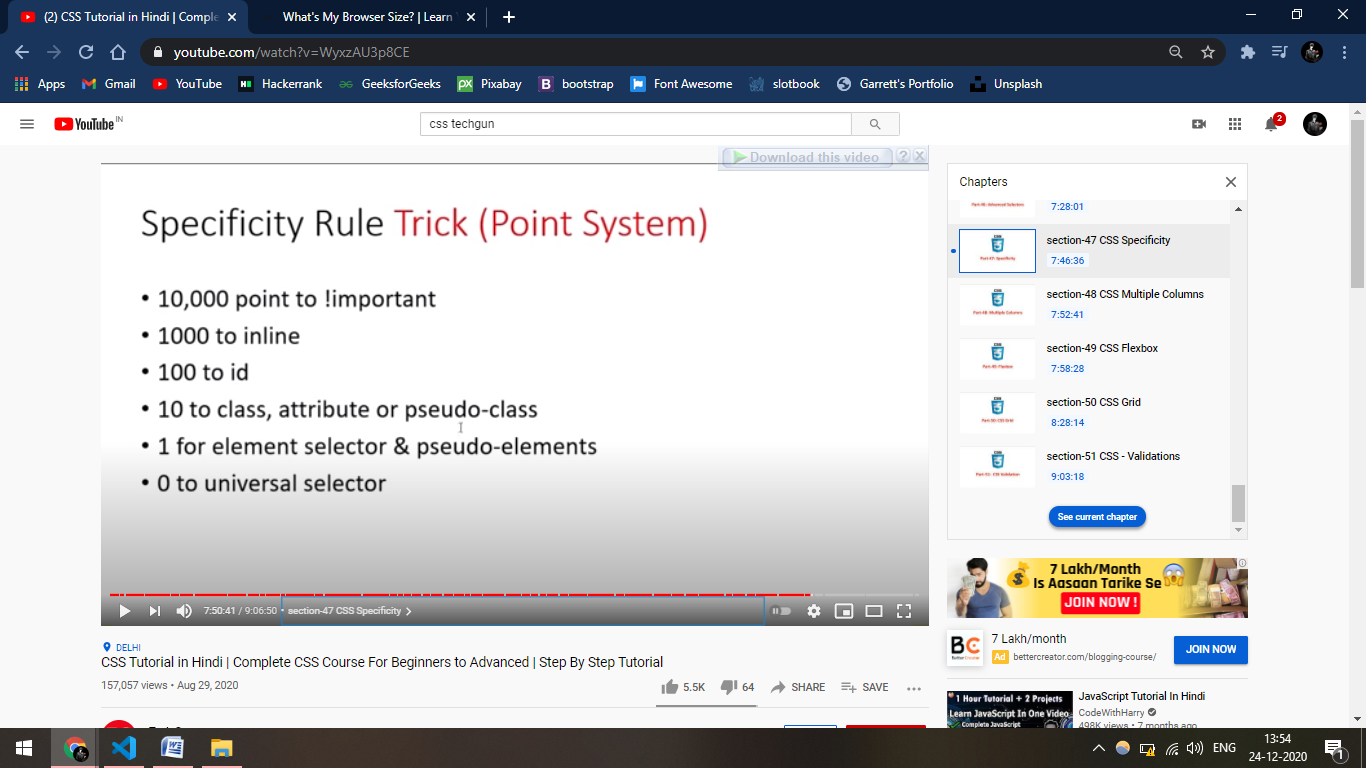 (2) CSS Tutorial in Hindi | Comple
What's My Browser Size? | Learn
youtube.com/watch?v=WyxzAU3p8CE
Apps Gmail YouTube Hackerrank GeeksforGeeks Pixabay bootstrap Font Awesome slotbook Garrett's Portfolio Unsplash
YouTube IN
css techgun
2
Download this video ? X
Specificity Rule Trick (Point System)
• 10,000 point to !important
• 1000 to inline
• 100 to id
• 10 to class, attribute or pseudo-class
• 1 for element selector & pseudo-elements
• 0 to universal selector
7:50:41 / 9:06:50 • section-47 CSS Specificity
DELHI
CSS Tutorial in Hindi | Complete CSS Course For Beginners to Advanced | Step By Step Tutorial
157,057 views • Aug 29, 2020
5.5K 64 SHARE SAVE
Chapters
7:28:01
section-47 CSS Specificity
7:46:36
section-48 CSS Multiple Columns
7:52:41
section-49 CSS Flexbox
7:58:28
section-50 CSS Grid
8:28:14
section-51 CSS - Validations
9:03:18
See current chapter
7 Lakh/Month
Is Aasaan Tarike Se
JOIN NOW !
BC
7 Lakh/month
Ad bettercreator.com/blogging-course/
JOIN NOW
1 Hour Tutorial + 2 Projects
Learn JavaScript In One Video
Complete JavaScript
JavaScript Tutorial In Hindi
CodeWithHarry
498K views • 7 months ago
ENG
13:54
24-12-2020
1